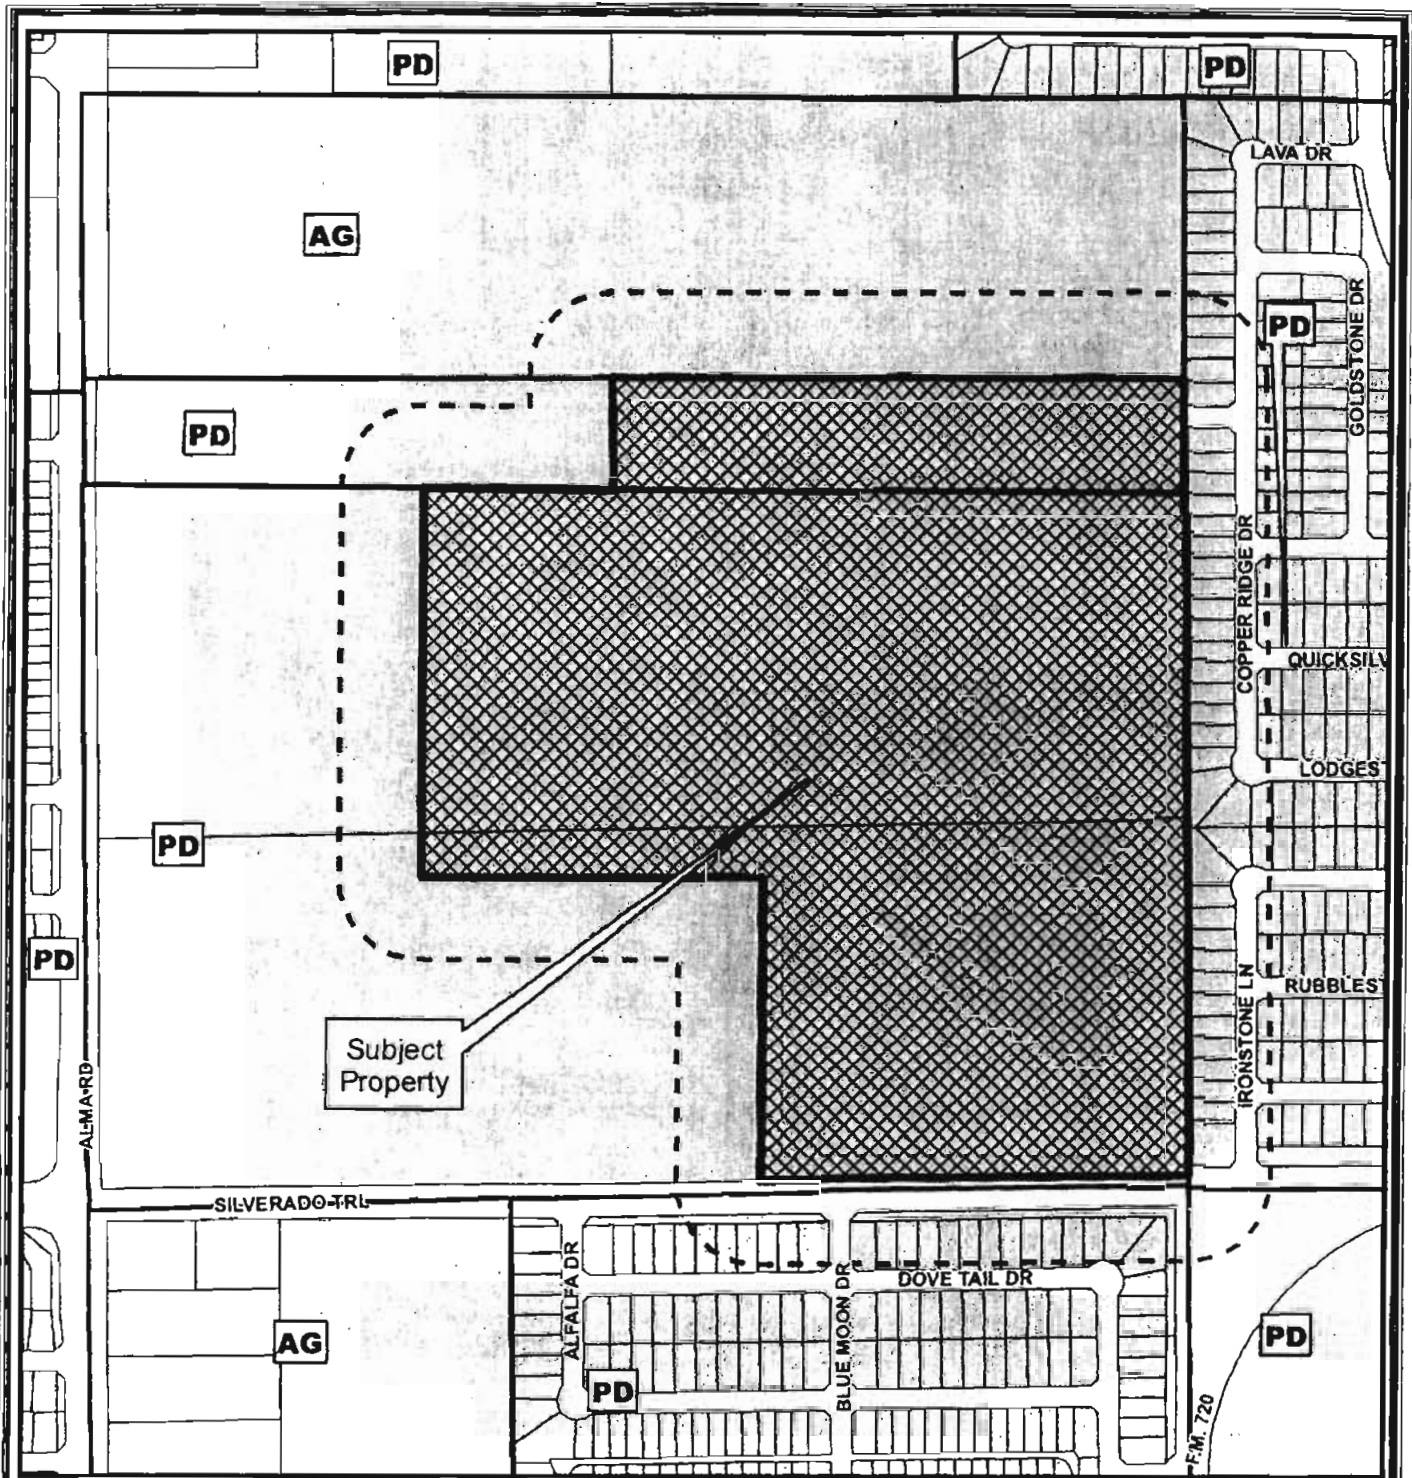 PD
PD
LAVA DR
AG
PD
GOLDSTONE DR
PD
COPPER RIDGE DR
QUICKSILV
LODGES
PD
PD
RUBBLEST
IRONSTONE LN
Subject
Property
ALMA RD
SILVERADO TRL
ALFALFA DR
BLUE MOON DR
DOVE TAIL DR
AG
PD
PD
F.M. 720